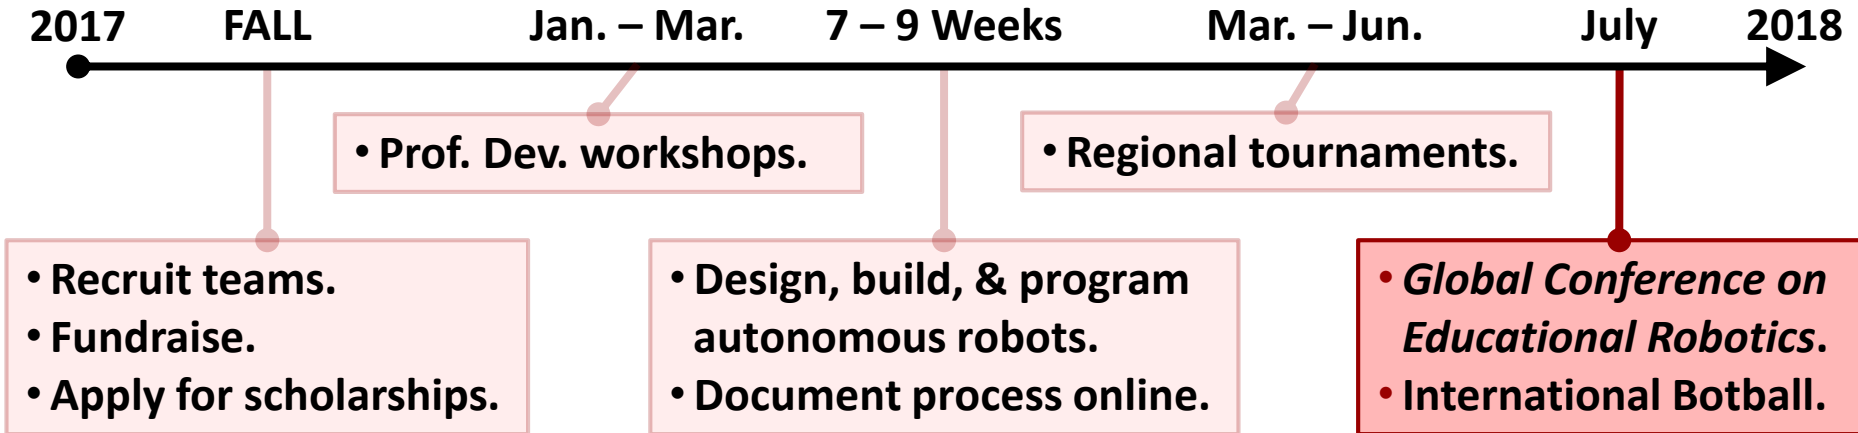 2017 FALL Jan. – Mar. 7 – 9 Weeks Mar. – Jun. July 2018
• Prof. Dev. workshops.
• Regional tournaments.
• Recruit teams.
• Fundraise.
• Apply for scholarships.
• Design, build, & program
autonomous robots.
• Document process online.
• Global Conference on
Educational Robotics.
• International Botball.